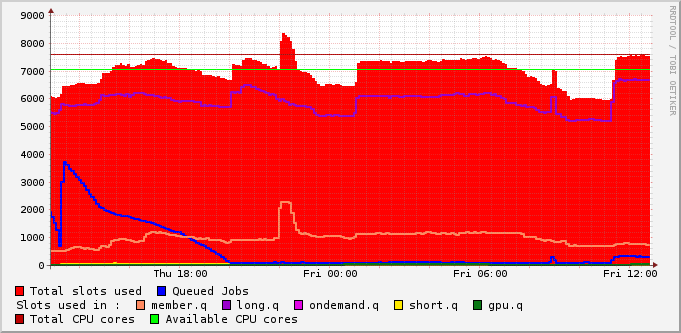 9000
8000
7000
6000
5000
4000
3000
2000
1000
0
Thu 18:00 Fri 00:00 Fri 06:00 Fri 12:00
RRDTOOL / TOBI OETIKER
Total slots used Queued Jobs
Slots used in : member.q long.q ondemand.q short.q gpu.q
Total CPU cores Available CPU cores